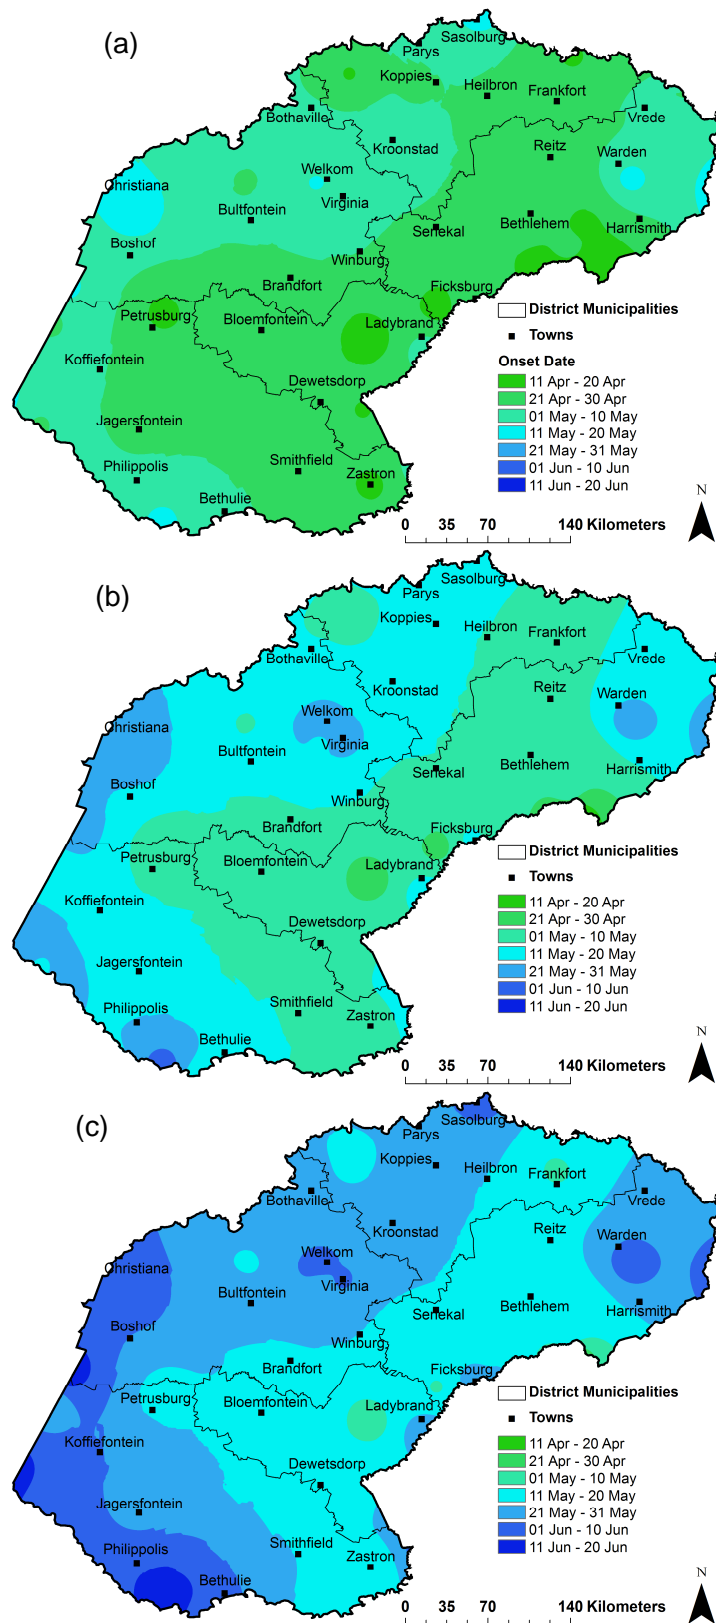 (a)
Sasolburg
Parys
Koppies
Heilbron
Frankfort
Bothaville
Vrede
Kroonstad
Reitz
Warden
Christiana
Welkom
Virginia
Bultfontein
Senekal
Bethlehem
Harrismith
Boshof
Winburg
Brandfort
Ficksburg
Petrusburg
Bloemfontein
Ladybrand
Koffiefontein
Dewetsdorp
Jagersfontein
Philippolis
Smithfield
Zastron
Bethulie
District Municipalities
Towns
Onset Date
11 Apr - 20 Apr
21 Apr - 30 Apr
01 May - 10 May
11 May - 20 May
21 May - 31 May
01 Jun - 10 Jun
11 Jun - 20 Jun
N
0 35 70 140 Kilometers
(b)
Sasolburg
Parys
Koppies
Heilbron
Frankfort
Bothaville
Vrede
Kroonstad
Reitz
Warden
Christiana
Welkom
Virginia
Bultfontein
Senekal
Bethlehem
Harrismith
Boshof
Winburg
Brandfort
Ficksburg
Petrusburg
Bloemfontein
Ladybrand
Koffiefontein
Dewetsdorp
Jagersfontein
Philippolis
Smithfield
Zastron
Bethulie
District Municipalities
Towns
11 Apr - 20 Apr
21 Apr - 30 Apr
01 May - 10 May
11 May - 20 May
21 May - 31 May
01 Jun - 10 Jun
11 Jun - 20 Jun
N
0 35 70 140 Kilometers
(c)
Sasolburg
Parys
Koppies
Heilbron
Frankfort
Bothaville
Vrede
Kroonstad
Reitz
Warden
Christiana
Welkom
Virginia
Bultfontein
Senekal
Bethlehem
Harrismith
Boshof
Winburg
Brandfort
Ficksburg
Petrusburg
Bloemfontein
Ladybrand
Koffiefontein
Dewetsdorp
Jagersfontein
Philippolis
Smithfield
Zastron
Bethulie
District Municipalities
Towns
11 Apr - 20 Apr
21 Apr - 30 Apr
01 May - 10 May
11 May - 20 May
21 May - 31 May
01 Jun - 10 Jun
11 Jun - 20 Jun
N
0 35 70 140 Kilometers